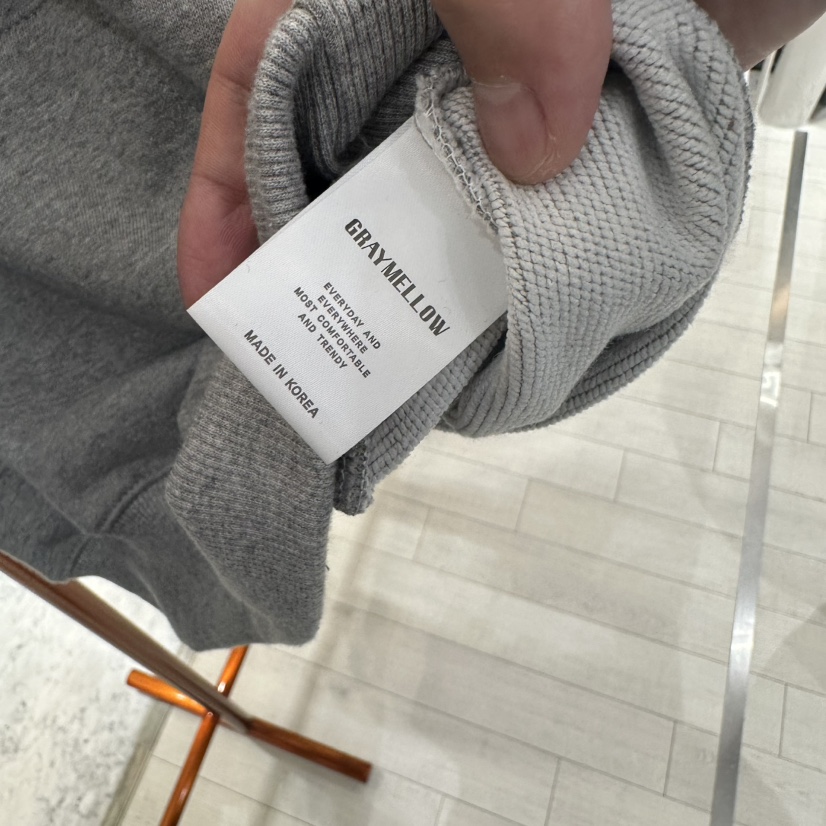 GRAYMELLOW
EVERYDAY AND
EVERYWHERE
MOST COMFORTABLE
AND TRENDY
MADE IN KOREA